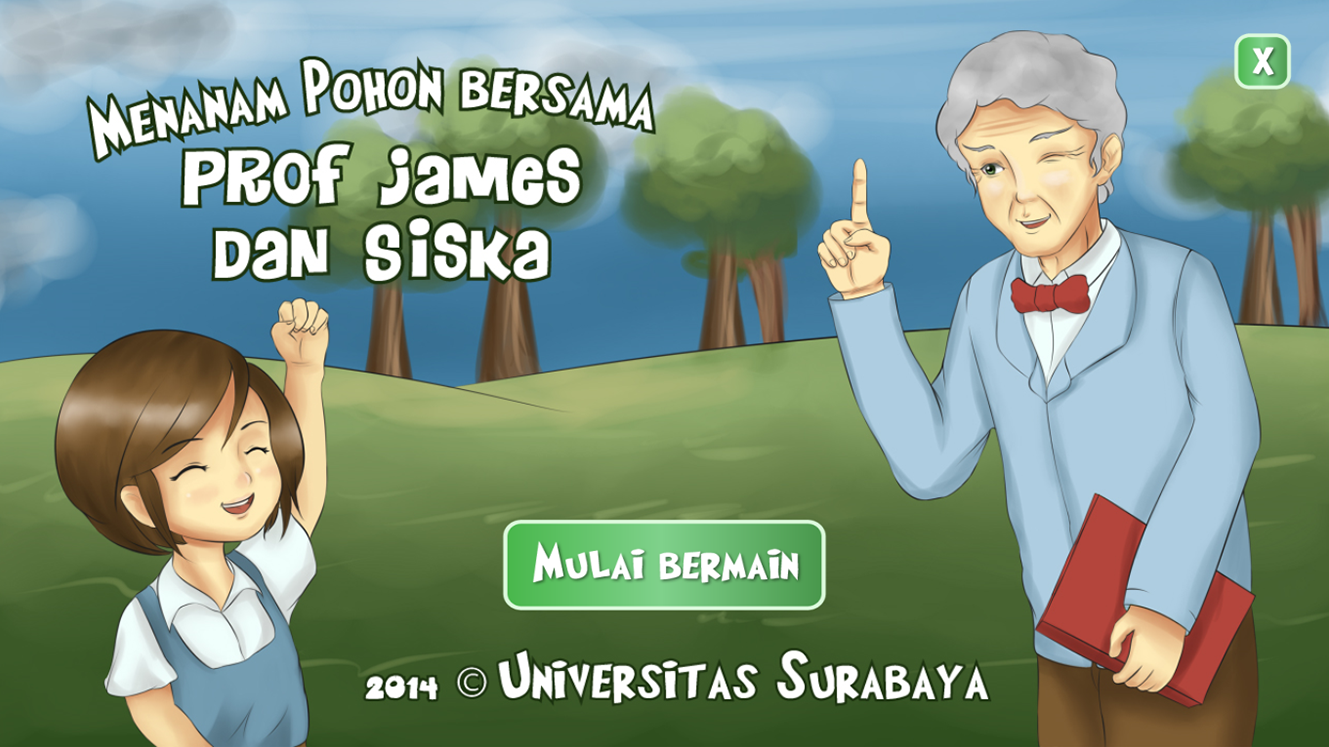 Menanam Pohon bersama
Prof James
dan Siska
X
Mulai bermain
2014 © Universitas Surabaya